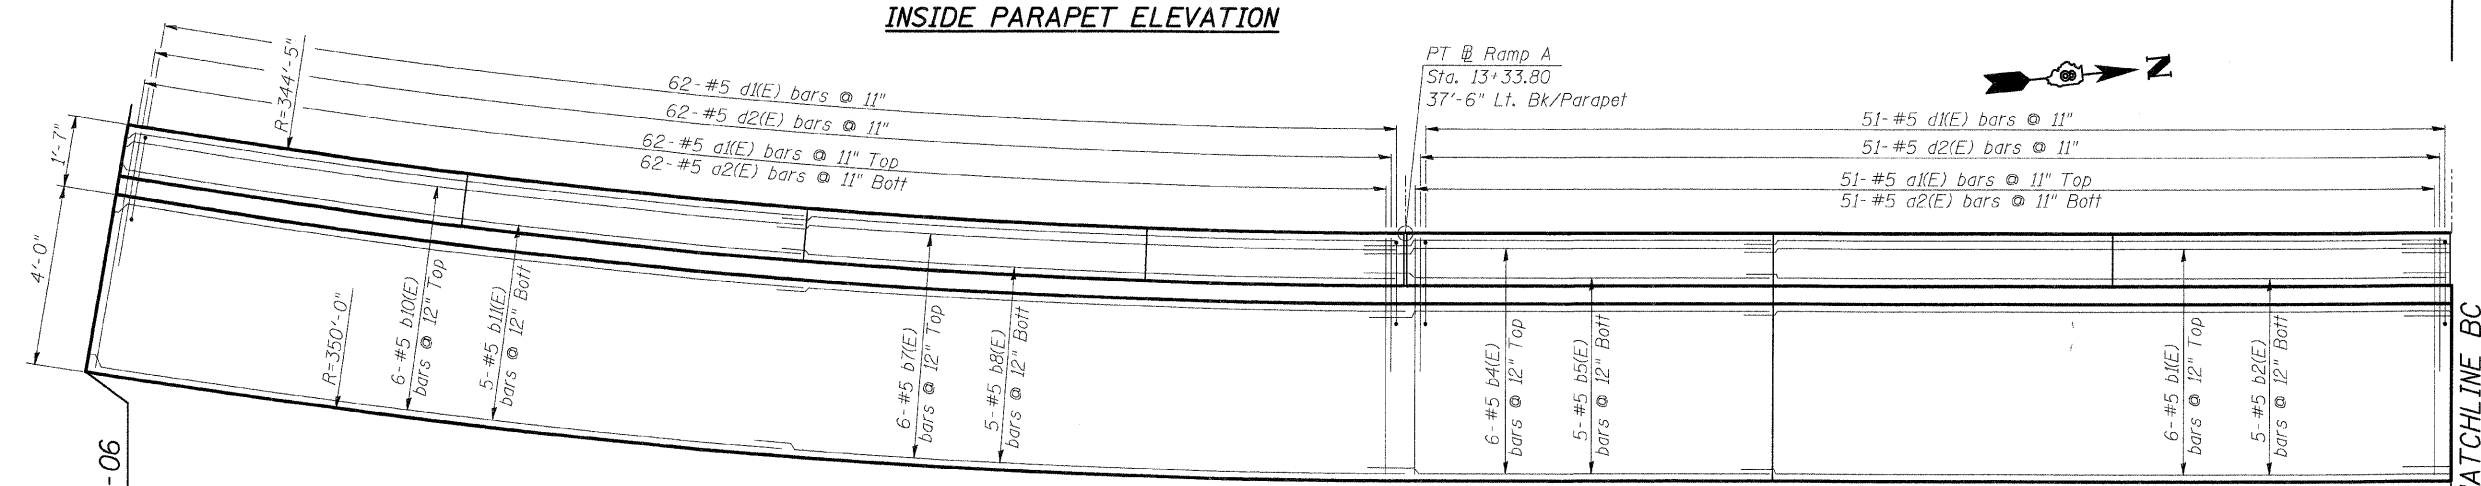 INSIDE PARAPET ELEVATION
PT ⅊ Ramp A
Sta. 13+33.80
37'-6" Lt. Bk/Parapet
N
R=344'-5"
62-#5 d1(E) bars @ 11"
62-#5 d2(E) bars @ 11"
62-#5 a1(E) bars @ 11" Top
62-#5 a2(E) bars @ 11" Bott
51-#5 d1(E) bars @ 11"
51-#5 d2(E) bars @ 11"
51-#5 a1(E) bars @ 11" Top
51-#5 a2(E) bars @ 11" Bott
1'-7"
4'-0"
R=350'-0"
6-#5 b10(E)
bars @ 12" Top
5-#5 b11(E)
bars @ 12" Bott
6-#5 b7(E)
bars @ 12" Top
5-#5 b8(E)
bars @ 12" Bott
6-#5 b4(E)
bars @ 12" Top
5-#5 b5(E)
bars @ 12" Bott
6-#5 b1(E)
bars @ 12" Top
5-#5 b2(E)
bars @ 12" Bott
-06
ATCHLINE BC